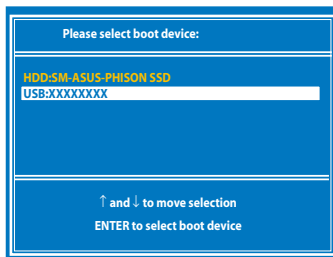 Please select boot device:
HDD:SM-ASUS-PHISON SSD
USB:XXXXXXXX
↑ and ↓ to move selection
ENTER to select boot device